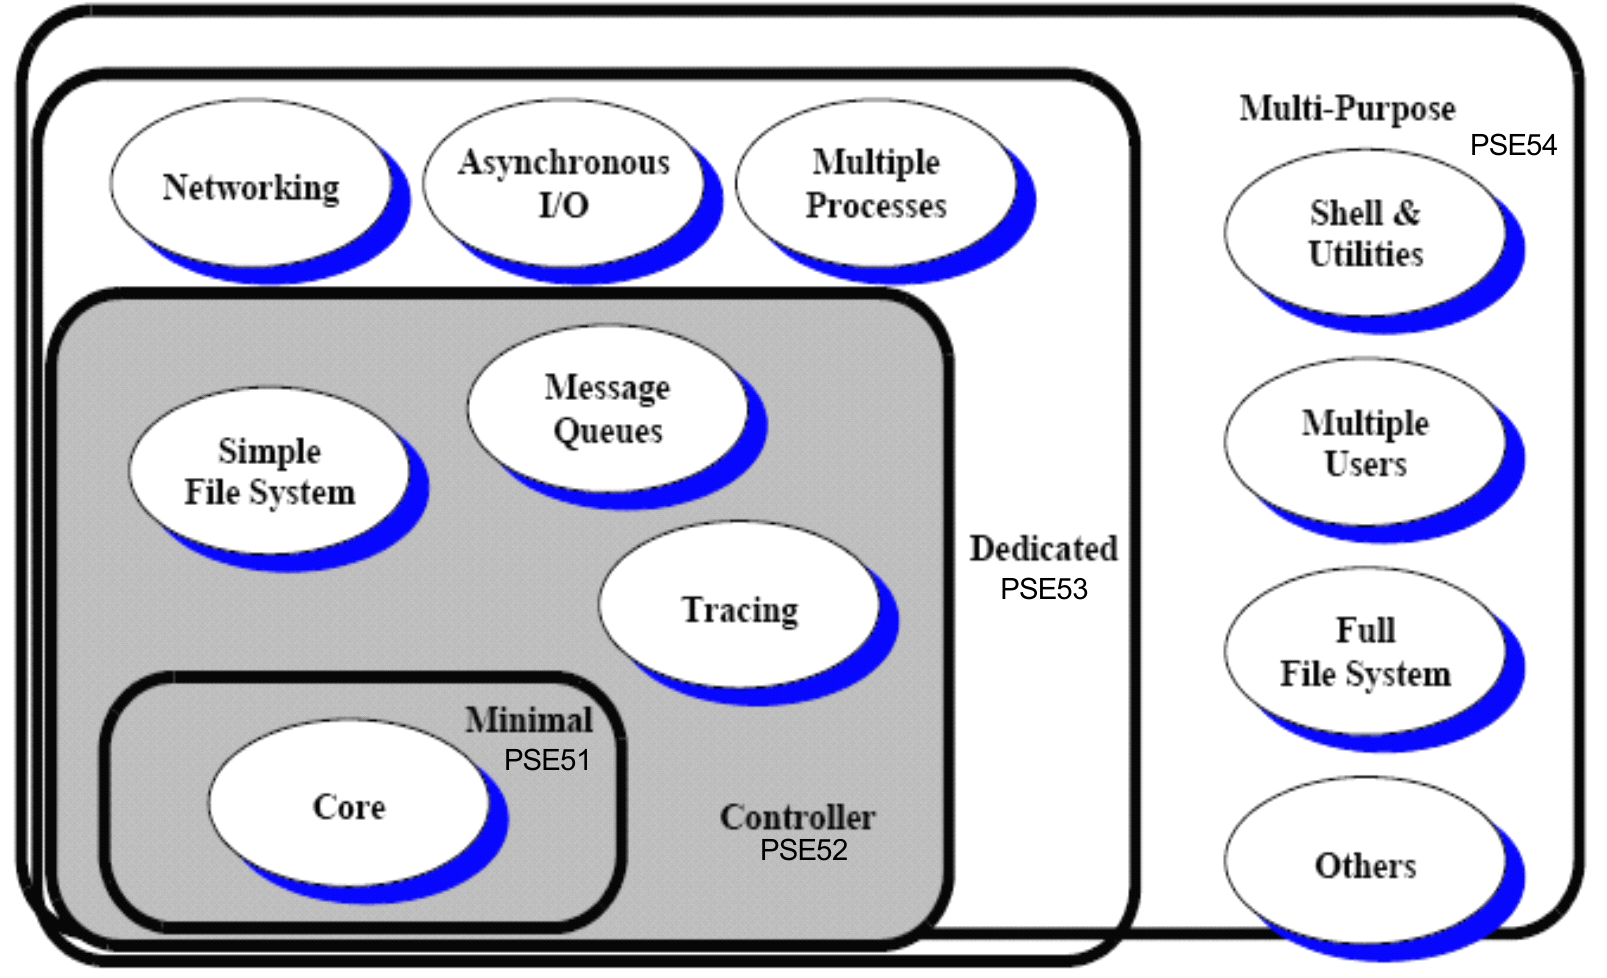 Multi-Purpose
PSE54
Networking
Asynchronous
I/O
Multiple
Processes
Shell &
Utilities
Message
Queues
Simple
File System
Multiple
Users
Tracing
Dedicated
PSE53
Full
File System
Minimal
PSE51
Core
Controller
PSE52
Others